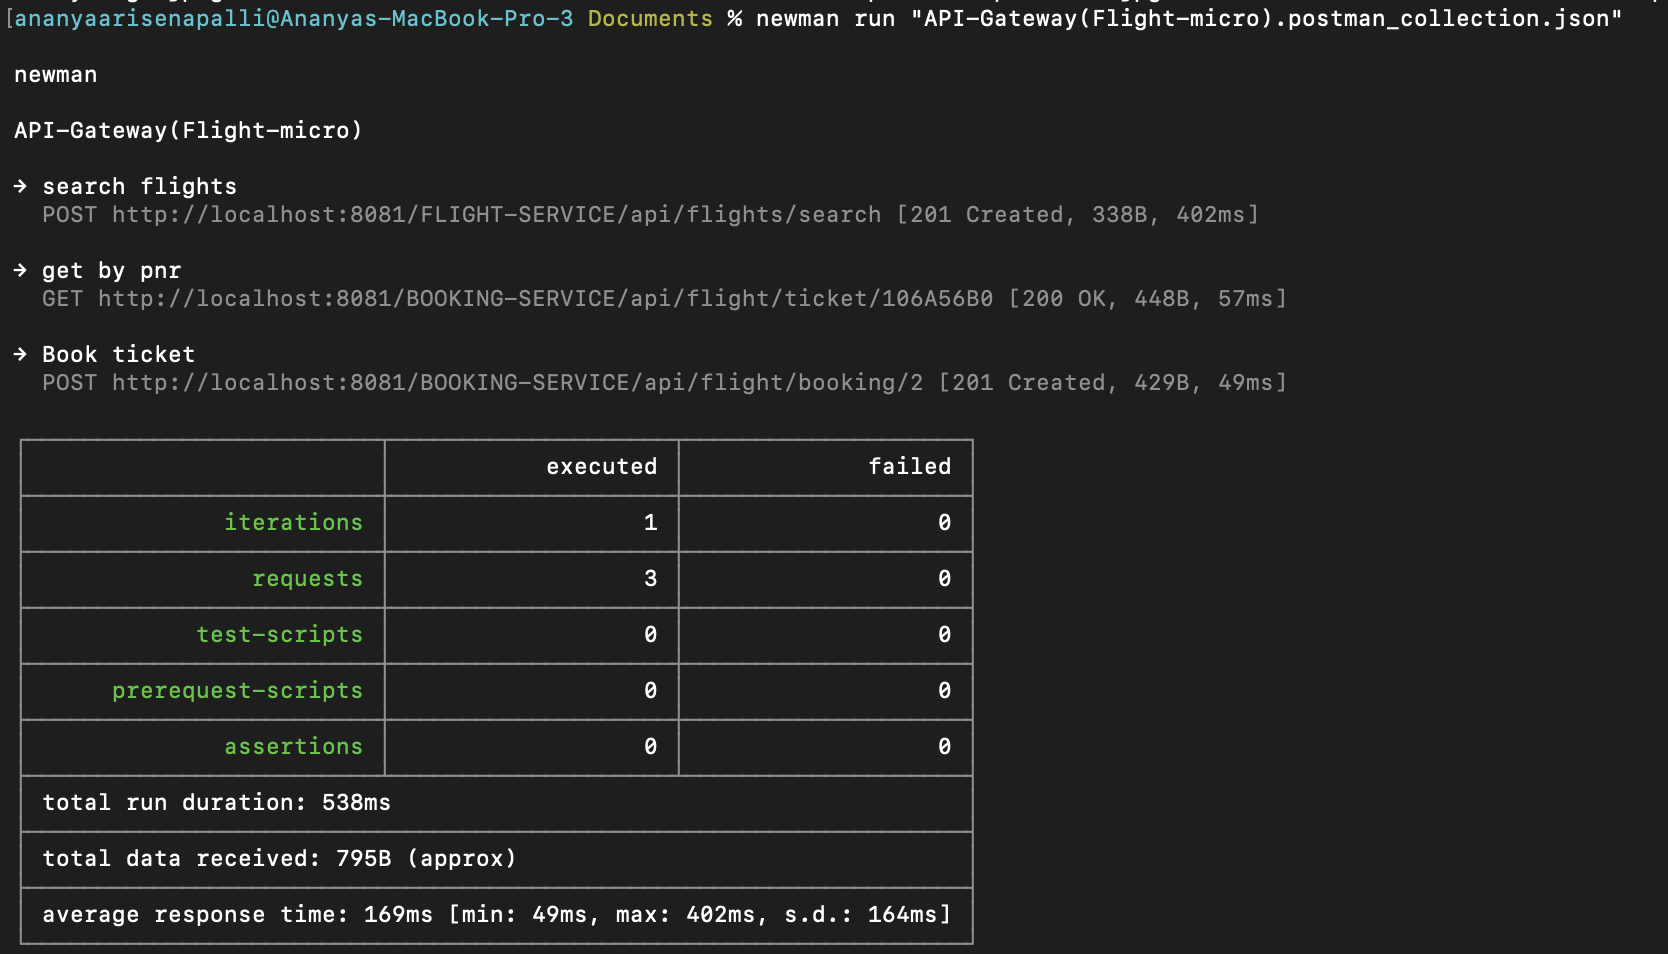 [ananyaarisenapalli@Ananyas-MacBook-Pro-3 Documents % newman run "API-Gateway(Flight-micro).postman_collection.json"
newman
API-Gateway(Flight-micro)
→ search flights
POST http://localhost:8081/FLIGHT-SERVICE/api/flights/search [201 Created, 338B, 402ms]
→ get by pnr
GET http://localhost:8081/BOOKING-SERVICE/api/flight/ticket/106A56B0 [200 OK, 448B, 57ms]
→ Book ticket
POST http://localhost:8081/BOOKING-SERVICE/api/flight/booking/2 [201 Created, 429B, 49ms]
executed failed
iterations 1 0
requests 3 0
test-scripts 0 0
prerequest-scripts 0 0
assertions 0 0
total run duration: 538ms
total data received: 795B (approx)
average response time: 169ms [min: 49ms, max: 402ms, s.d.: 164ms]